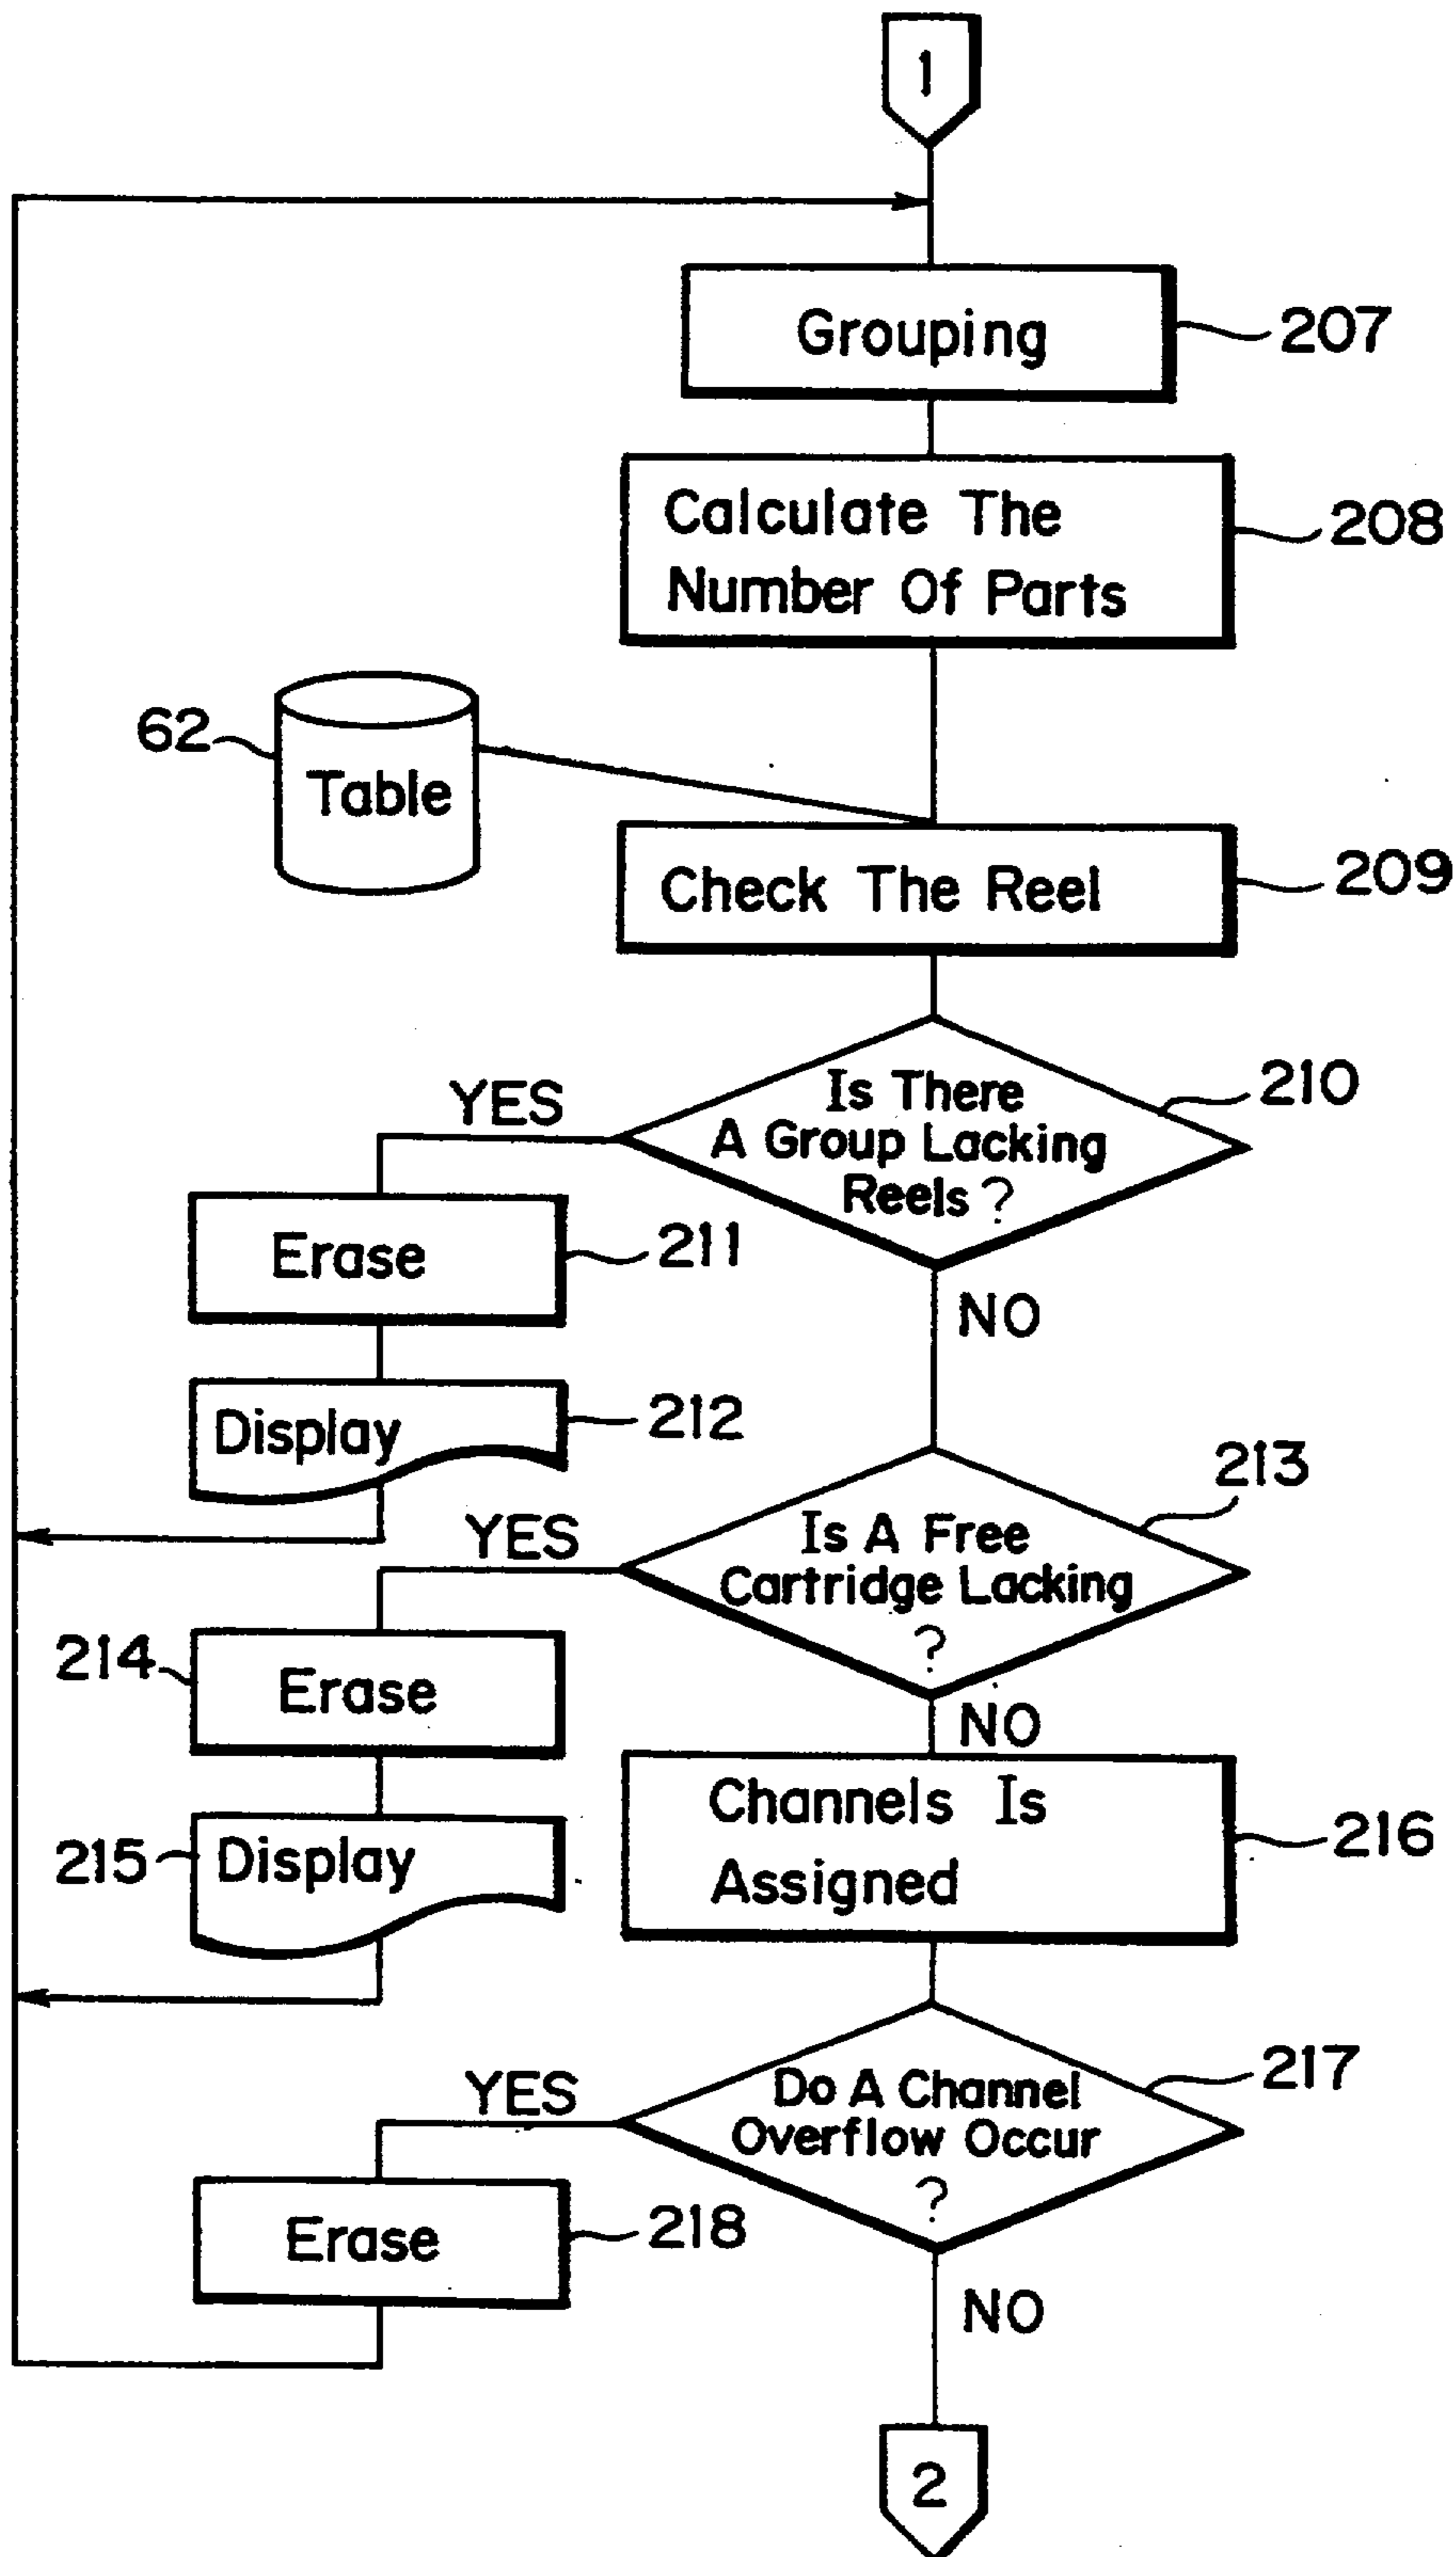 1
Grouping
207
Calculate The
Number Of Parts
208
62
Table
Check The Reel
209
Is There
A Group Lacking
Reels ?
210
YES
NO
Erase
211
Display
212
Is A Free
Cartridge Lacking
?
213
YES
NO
214
Erase
215
Display
Channels Is
Assigned
216
Do A Channel
Overflow Occur
?
217
YES
NO
Erase
218
2